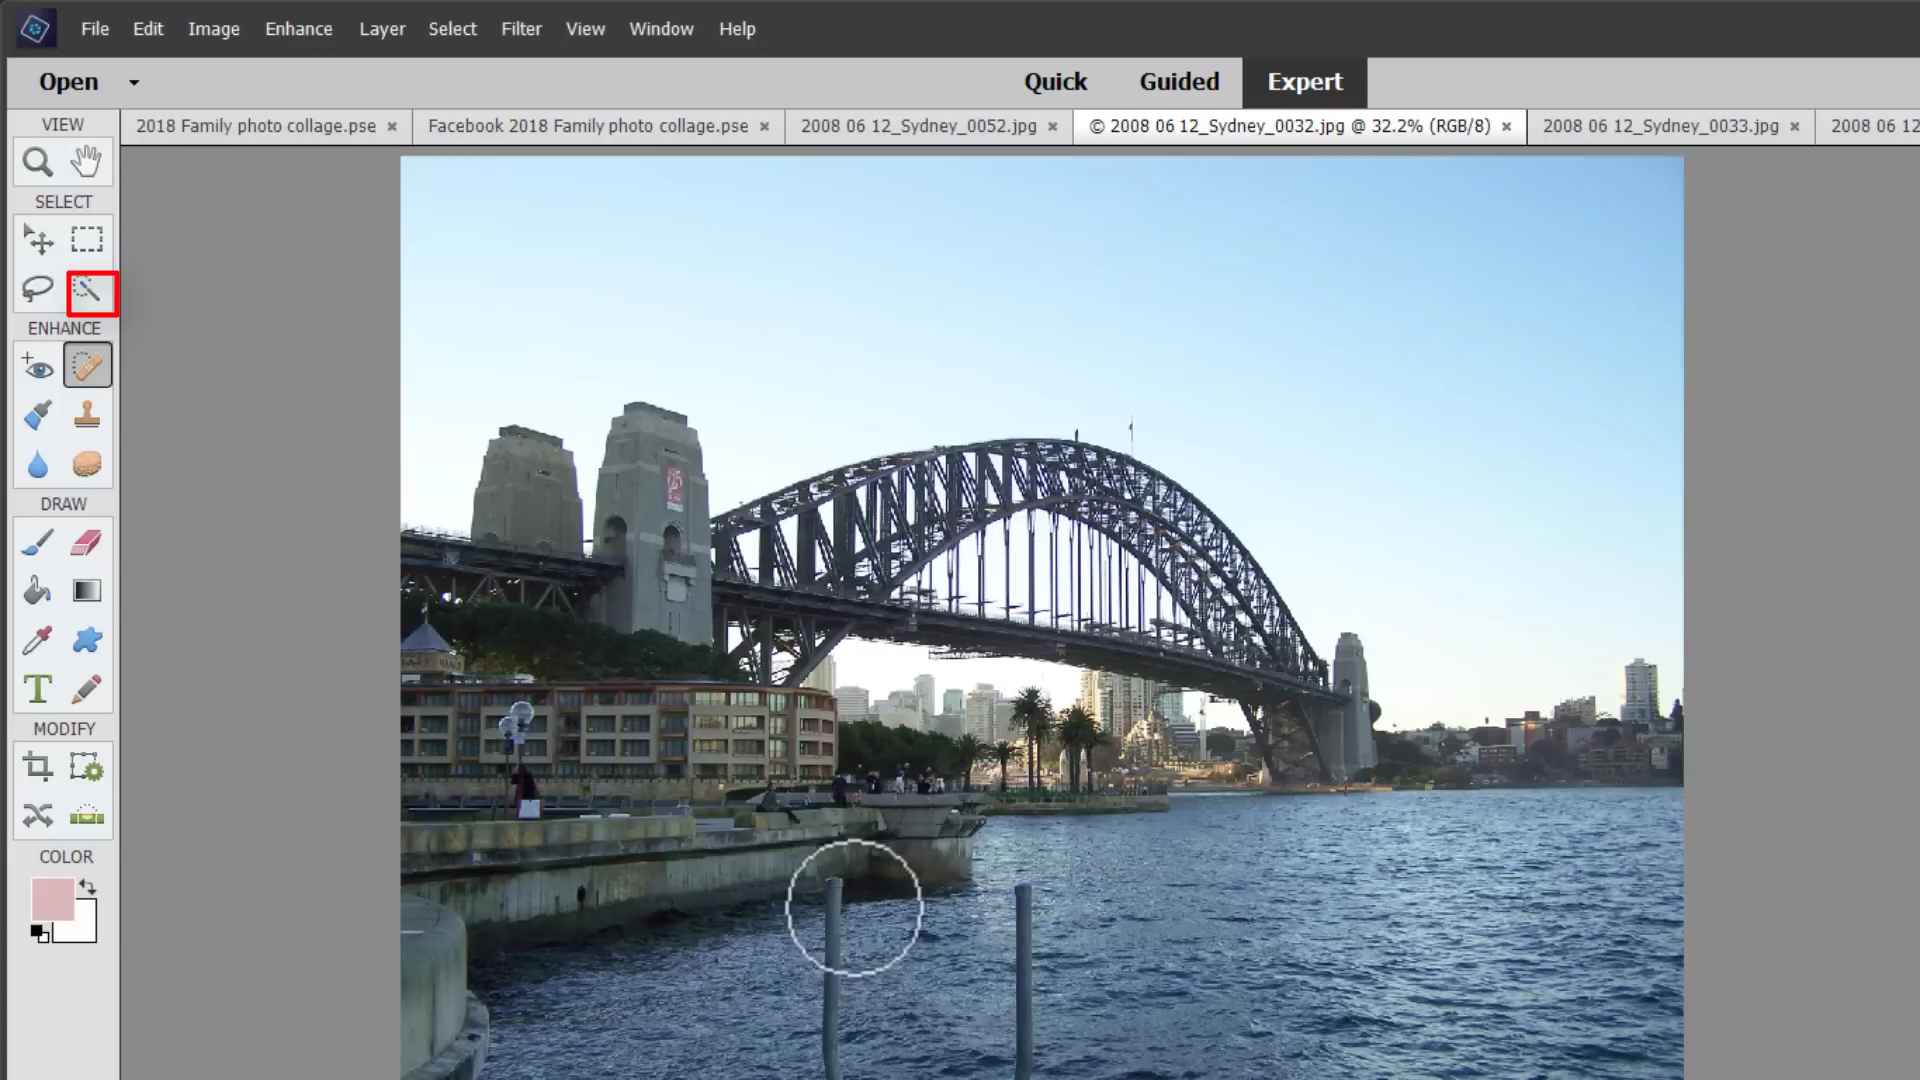 File Edit Image Enhance Layer Select Filter View Window Help
Open Quick Guided Expert
VIEW
2018 Family photo collage.pse × Facebook 2018 Family photo collage.pse × 2008 06 12_Sydney_0052.jpg × © 2008 06 12_Sydney_0032.jpg @ 32.2% (RGB/8) × 2008 06 12_Sydney_0033.jpg × 2008 06 12
SELECT
ENHANCE
DRAW
T
MODIFY
COLOR